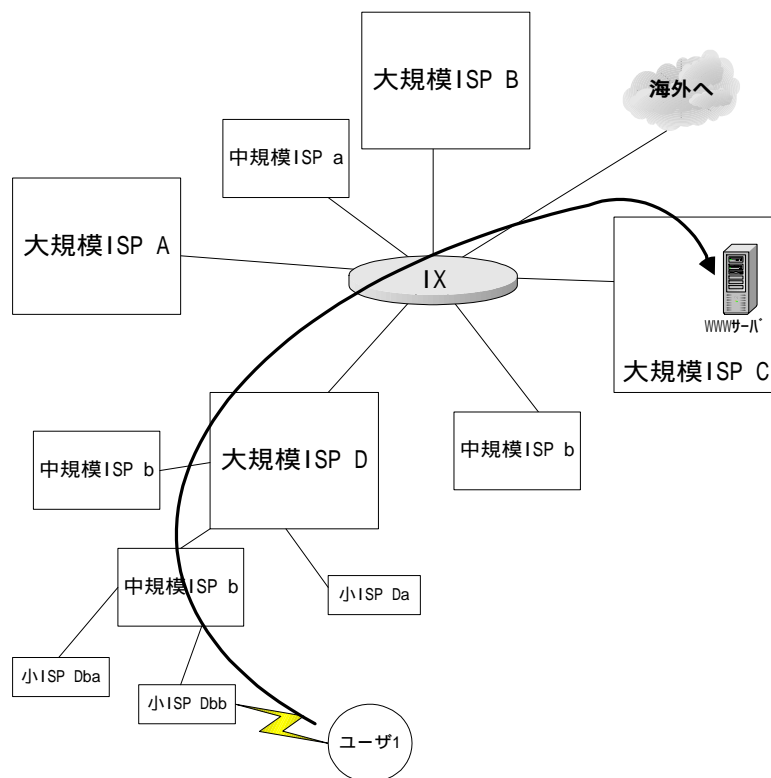 大規模ISP B
海外へ
中規模ISP a
大規模ISP A
IX
WWWサーバ
大規模ISP C
大規模ISP D
中規模ISP b
中規模ISP b
中規模ISP b
小ISP Da
小ISP Dba
小ISP Dbb
ユーザ1